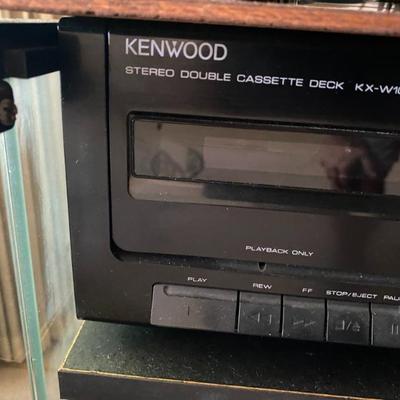 KENWOOD
STEREO DOUBLE CASSETTE DECK
PLAYBACK ONLY
PLAY REW FF STOP/EJECT